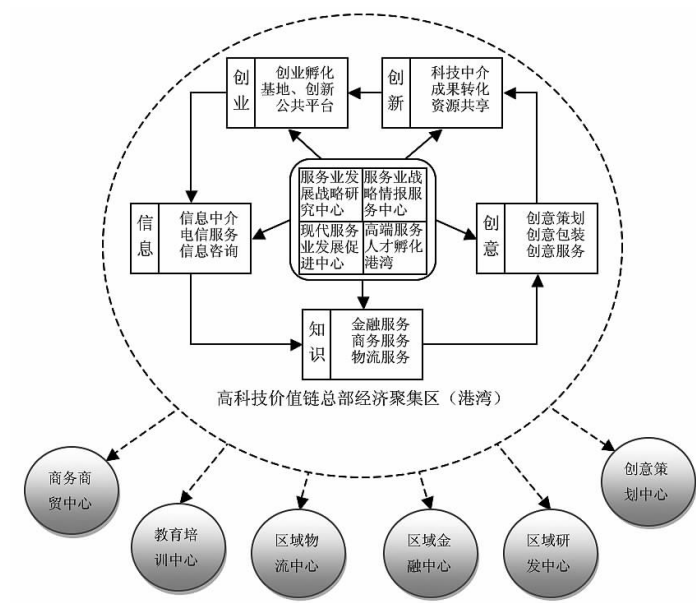 创业
创业孵化
基地、创新
公共平台
创新
科技中介
成果转化
资源共享
服务业发
展战略研
究中心
服务业战
略情报服
务中心
现代服务
业发展促
进中心
高端服务
人才孵化
港湾
信息
信息中介
电信服务
信息咨询
创意
创意策划
创意包装
创意服务
知识
金融服务
商务服务
物流服务
高科技价值链总部经济聚集区（港湾）
商务商
贸中心
教育培
训中心
区域物
流中心
区域金
融中心
区域研
发中心
创意策
划中心